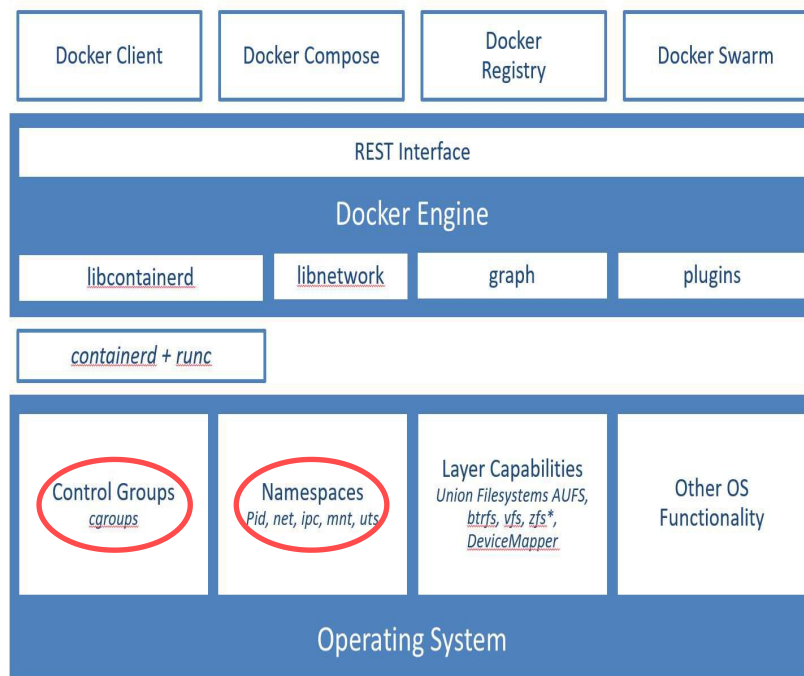 Docker Client
Docker Compose
Docker
Registry
Docker Swarm
REST Interface
Docker Engine
libcontainerd
libnetwork
graph
plugins
containerd + runc
Control Groups
cgroups
Namespaces
Pid, net, ipc, mnt, uts
Layer Capabilities
Union Filesystems AUFS,
btrfs, vfs, zfs*,
DeviceMapper
Other OS
Functionality
Operating System